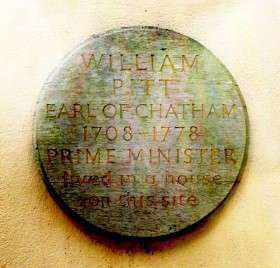 WILLIAM
PITT
EARL OF CHATHAM
1708-1778
PRIME MINISTER
lived in a house
on this site